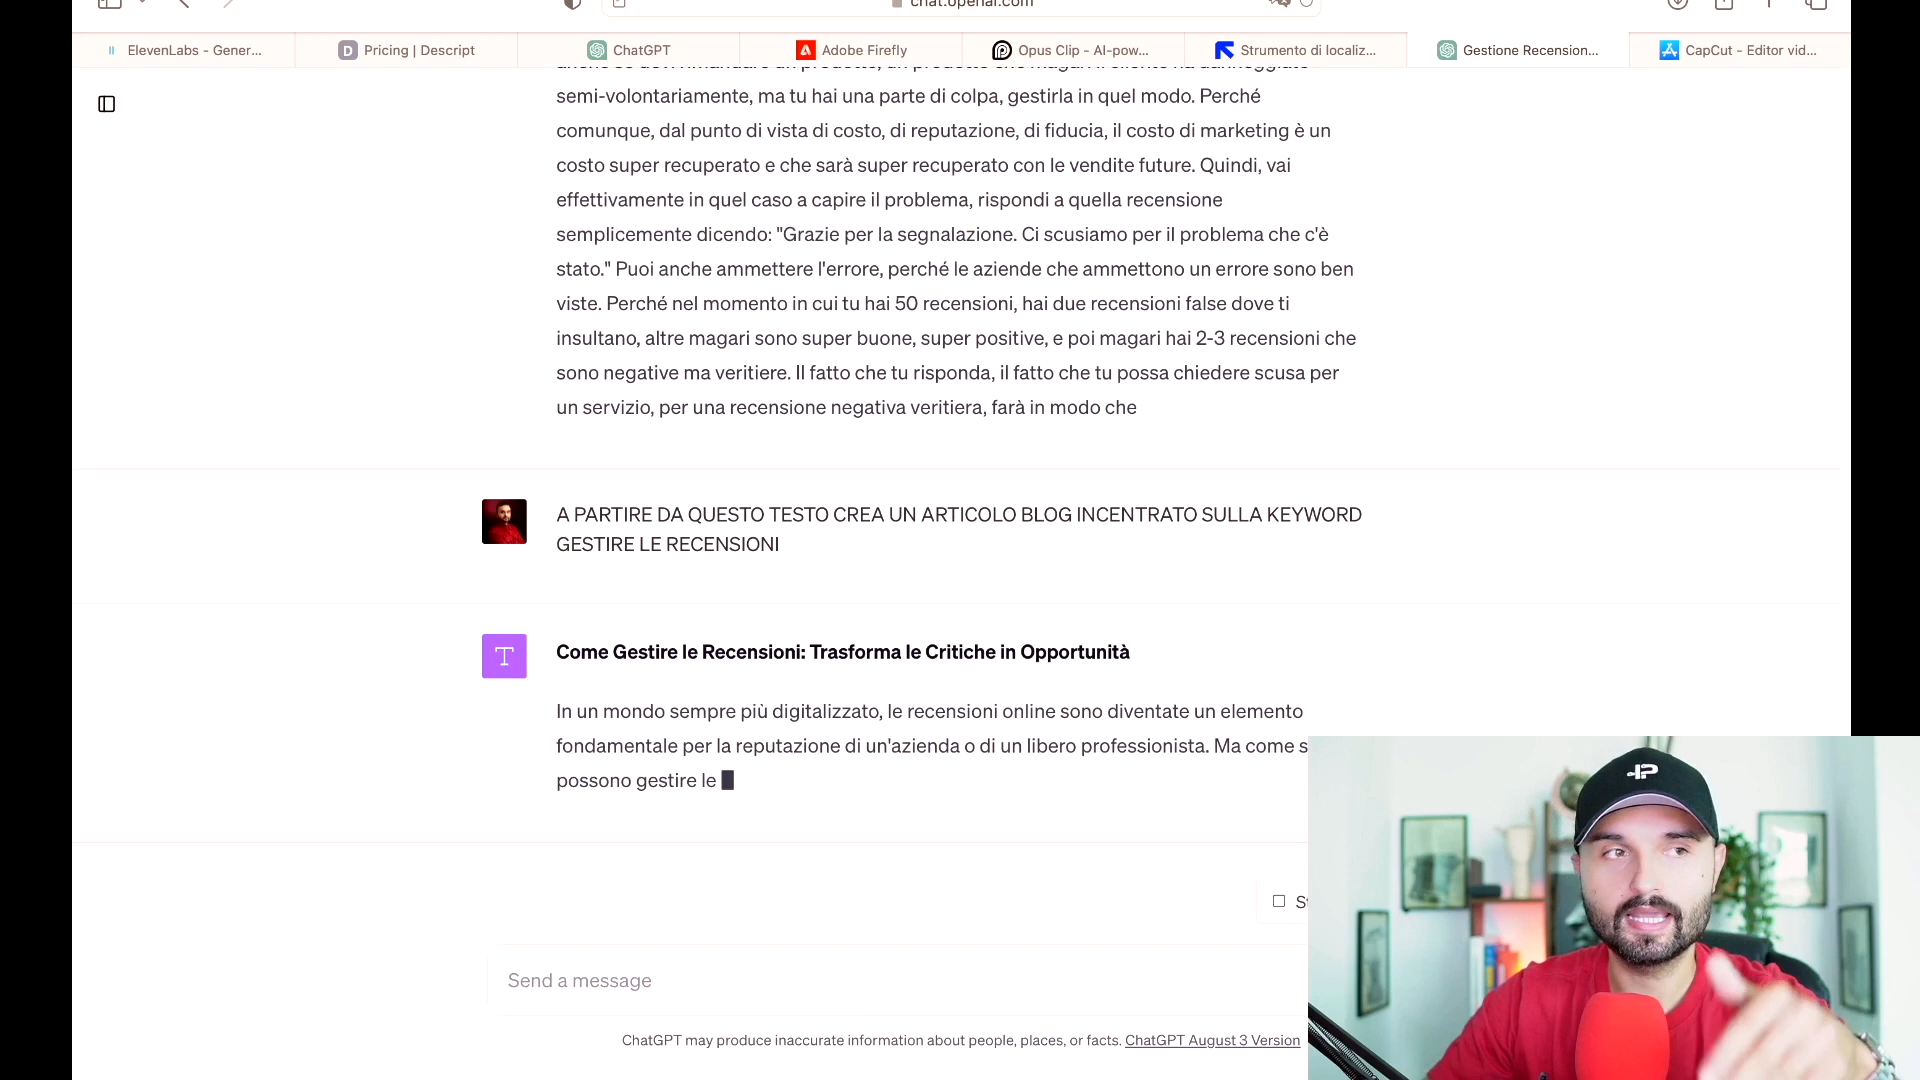 chat.openai.com
ElevenLabs - Gener...
Pricing | Descript
ChatGPT
Adobe Firefly
Opus Clip - AI-pow...
Strumento di localiz...
Gestione Recension...
CapCut - Editor vid...
semi-volontariamente, ma tu hai una parte di colpa, gestirla in quel modo. Perché
comunque, dal punto di vista di costo, di reputazione, di fiducia, il costo di marketing è un
costo super recuperato e che sarà super recuperato con le vendite future. Quindi, vai
effettivamente in quel caso a capire il problema, rispondi a quella recensione
semplicemente dicendo: "Grazie per la segnalazione. Ci scusiamo per il problema che c'è
stato." Puoi anche ammettere l'errore, perché le aziende che ammettono un errore sono ben
viste. Perché nel momento in cui tu hai 50 recensioni, hai due recensioni false dove ti
insultano, altre magari sono super buone, super positive, e poi magari hai 2-3 recensioni che
sono negative ma veritiere. Il fatto che tu risponda, il fatto che tu possa chiedere scusa per
un servizio, per una recensione negativa veritiera, farà in modo che
A PARTIRE DA QUESTO TESTO CREA UN ARTICOLO BLOG INCENTRATO SULLA KEYWORD
GESTIRE LE RECENSIONI
Come Gestire le Recensioni: Trasforma le Critiche in Opportunità
In un mondo sempre più digitalizzato, le recensioni online sono diventate un elemento
fondamentale per la reputazione di un'azienda o di un libero professionista. Ma come s
possono gestire le
Send a message
ChatGPT may produce inaccurate information about people, places, or facts. ChatGPT August 3 Version